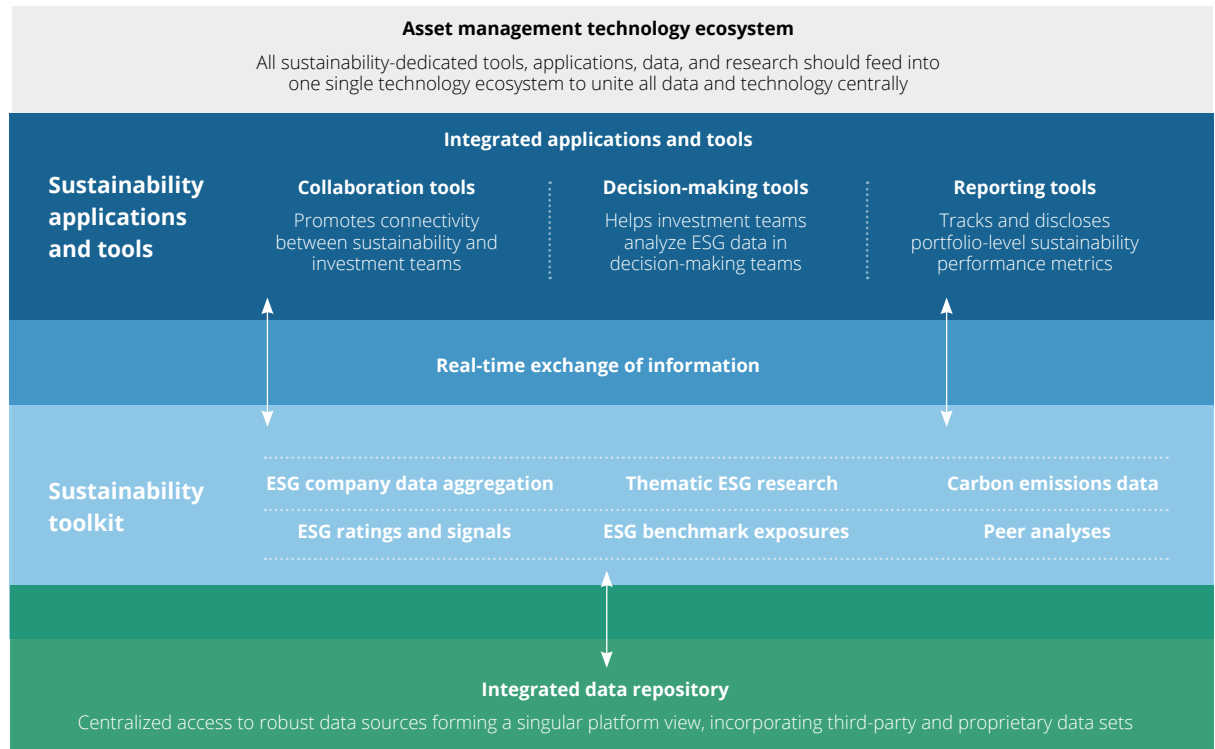 Asset management technology ecosystem
All sustainability-dedicated tools, applications, data, and research should feed into
one single technology ecosystem to unite all data and technology centrally
Integrated applications and tools
Sustainability
applications
and tools
Collaboration tools
Promotes connectivity
between sustainability and
investment teams
Decision-making tools
Helps investment teams
analyze ESG data in
decision-making teams
Reporting tools
Tracks and discloses
portfolio-level sustainability
performance metrics
Real-time exchange of information
Sustainability
toolkit
ESG company data aggregation
Thematic ESG research
Carbon emissions data
ESG ratings and signals
ESG benchmark exposures
Peer analyses
Integrated data repository
Centralized access to robust data sources forming a singular platform view, incorporating third-party and proprietary data sets